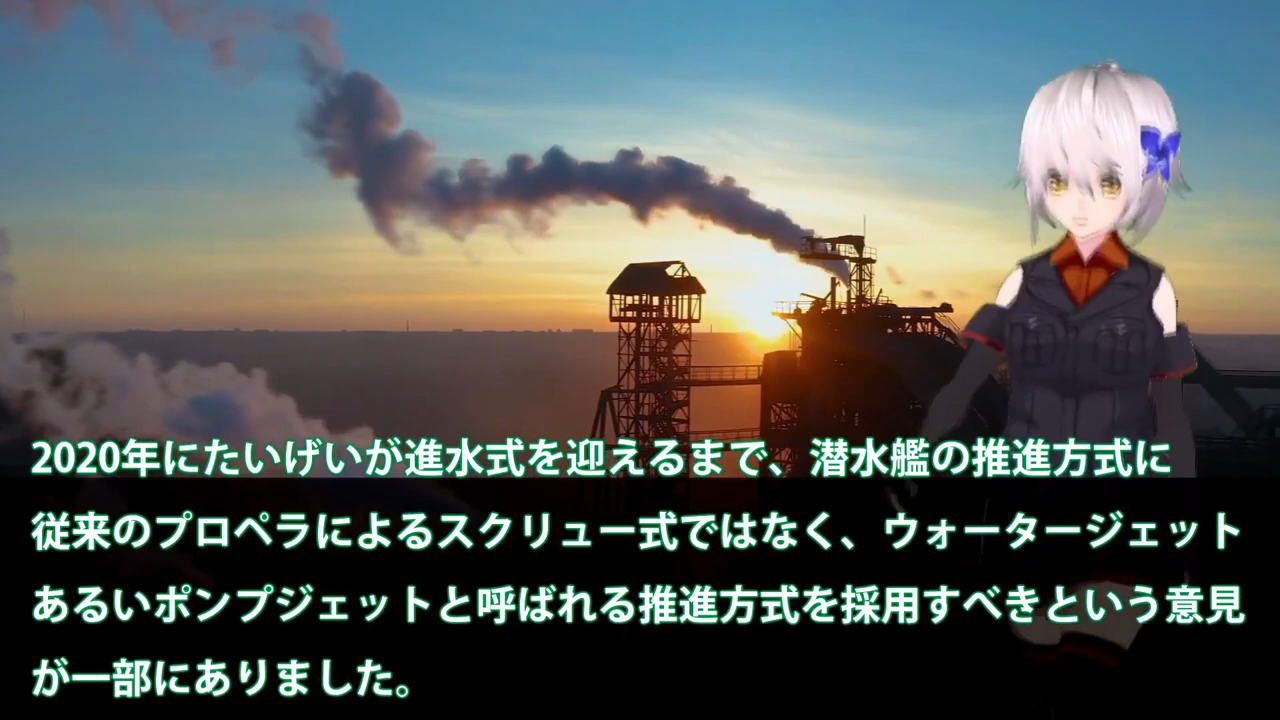 2020年にたいげいが進水式を迎えるまで、潜水艦の推進方式に
従来のプロペラによるスクリュー式ではなく、ウォータージェット
あるいポンプジェットと呼ばれる推進方式を採用すべきという意見
が一部にありました。